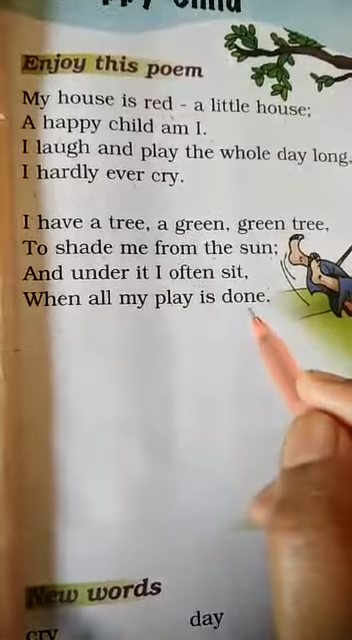 Enjoy this poem
My house is red - a little house;
A happy child am I.
I laugh and play the whole day long,
I hardly ever cry.
I have a tree, a green, green tree,
To shade me from the sun;
And under it I often sit,
When all my play is done.
New words
day
cry